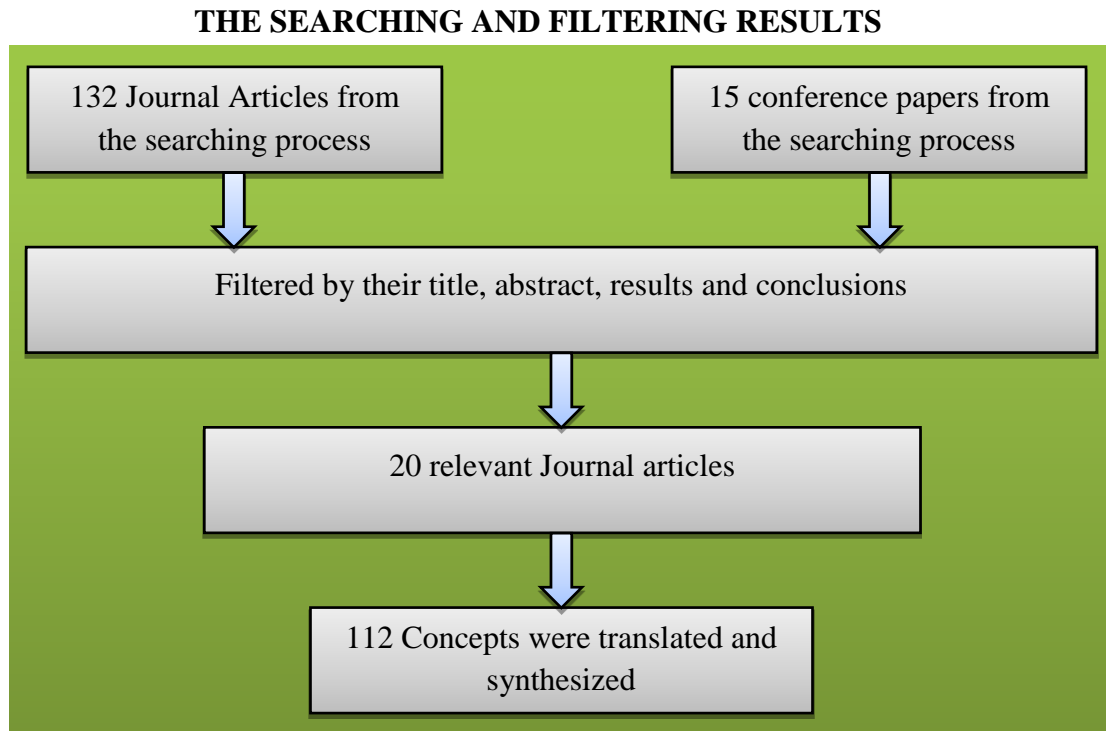 THE SEARCHING AND FILTERING RESULTS
132 Journal Articles from
the searching process
15 conference papers from
the searching process
Filtered by their title, abstract, results and conclusions
20 relevant Journal articles
112 Concepts were translated and
synthesized